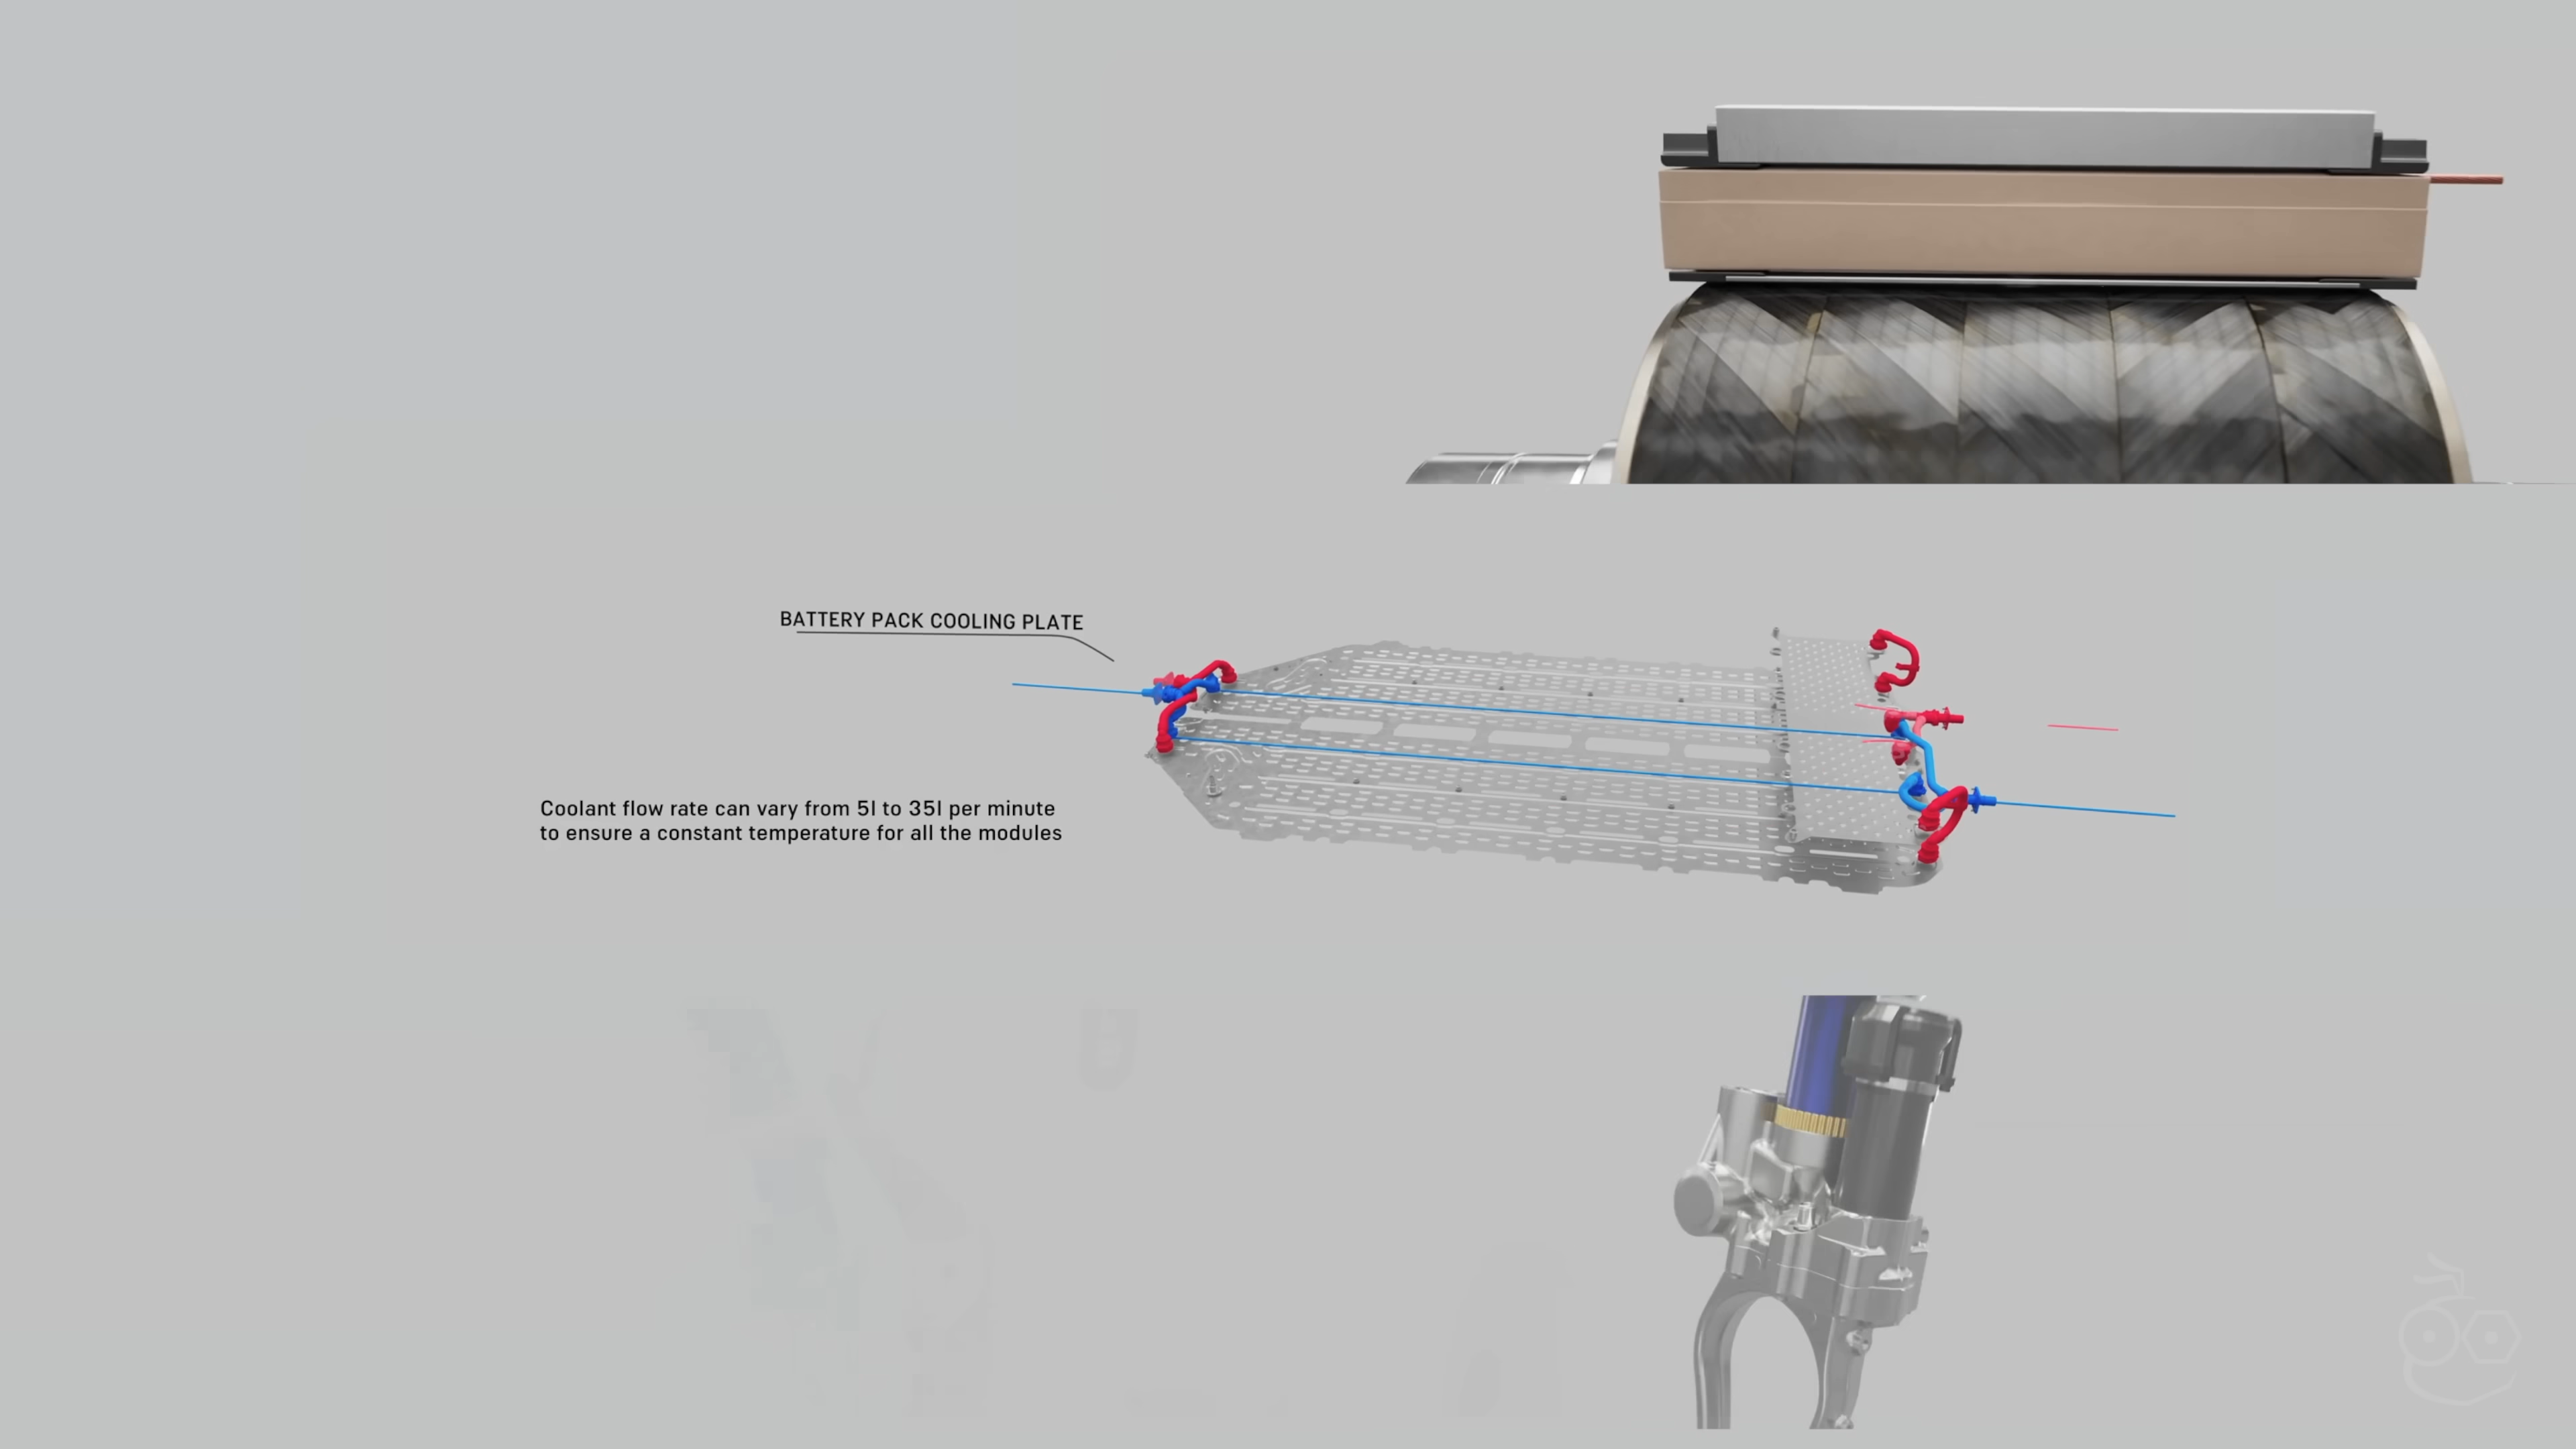 BATTERY PACK COOLING PLATE
Coolant flow rate can vary from 5l to 35l per minute
to ensure a constant temperature for all the modules